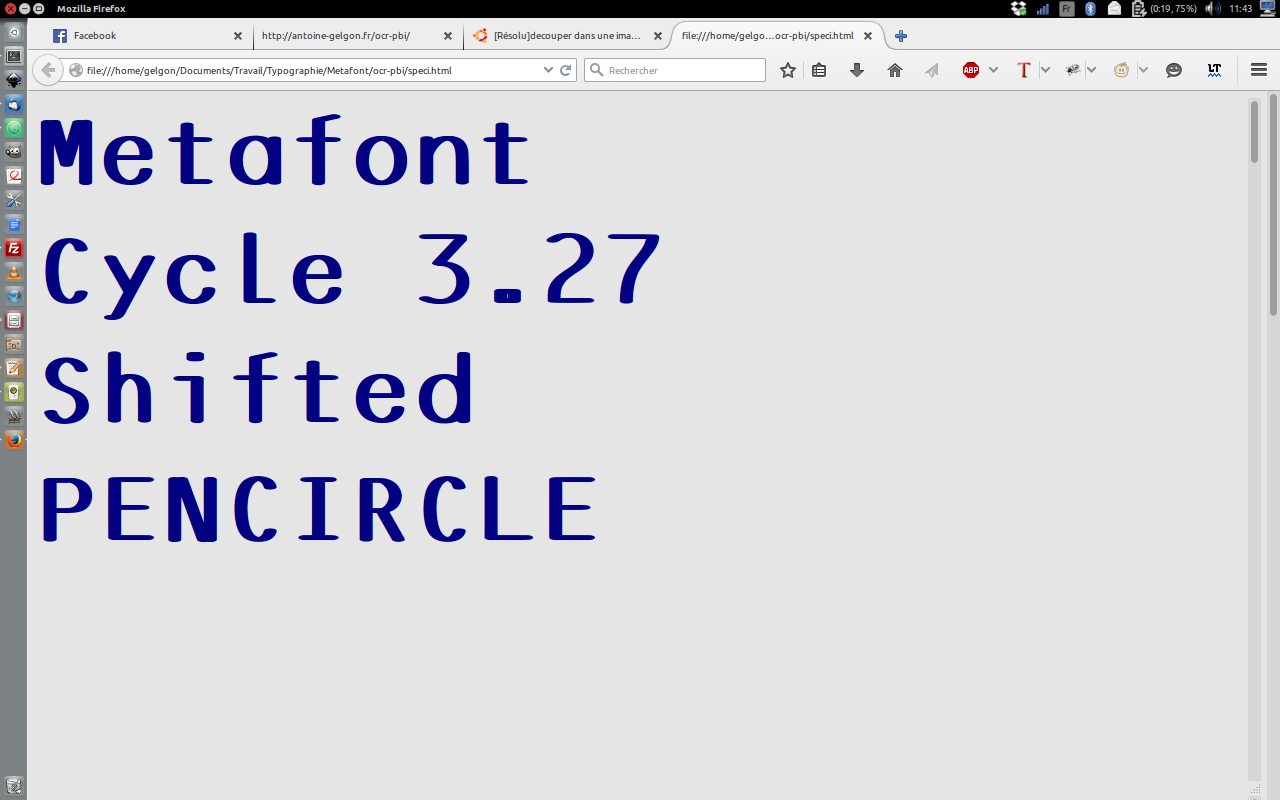 Mozilla Firefox
Fr
(0:19, 75%)
11:43
Facebook
http://antoine-gelgon.fr/ocr-pbi/
[Résolu]decouper dans une ima...
file:///home/gelgo...ocr-pbi/speci.html
file:///home/gelgon/Documents/Travail/Typographie/Metafont/ocr-pbi/speci.html
Rechercher
ABP
T
LT
Metafont
Cycle 3.27
Shifted
PENCIRCLE